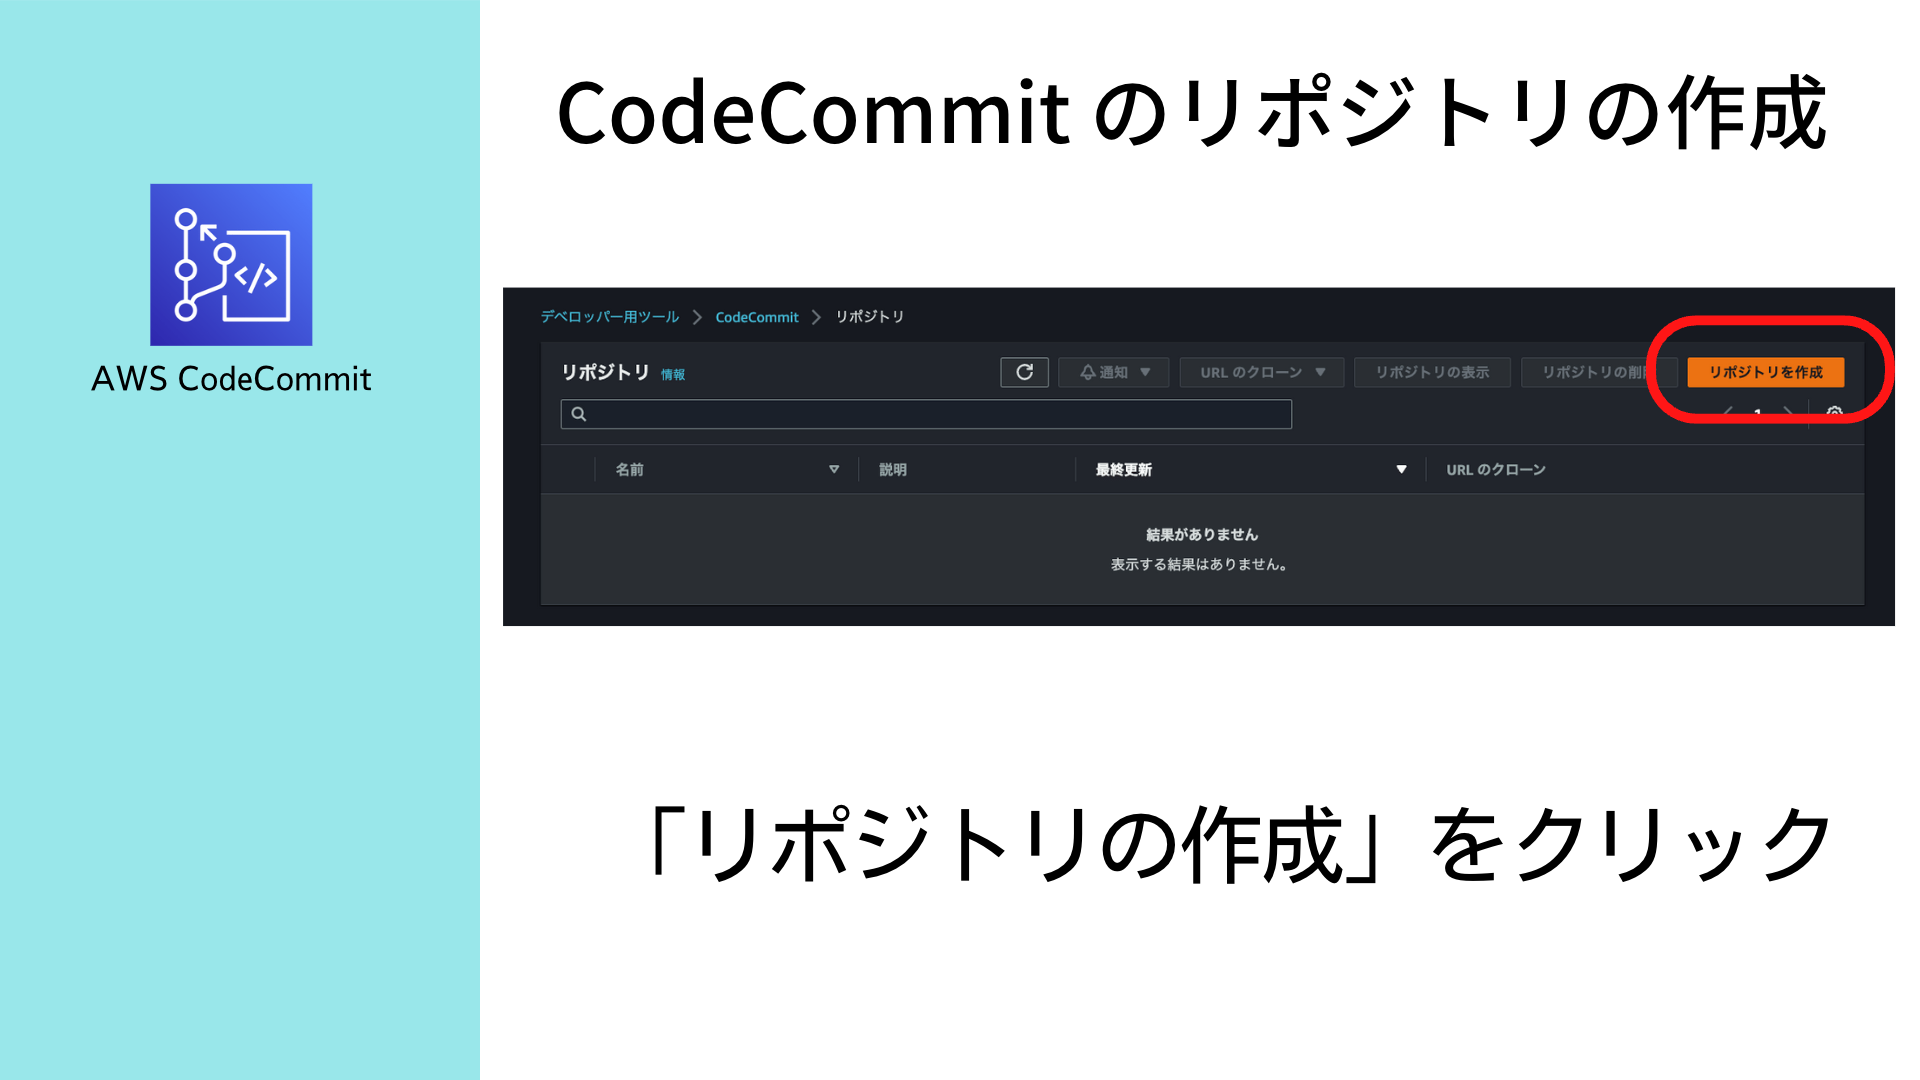 CodeCommit のリポジトリの作成
AWS CodeCommit
デベロッパー用ツール > CodeCommit > リポジトリ
リポジトリ 情報
通知 URL のクローン リポジトリの表示 リポジトリの削 リポジトリを作成
1
名前 説明 最終更新 URL のクローン
結果がありません
表示する結果はありません。
「リポジトリの作成」をクリック